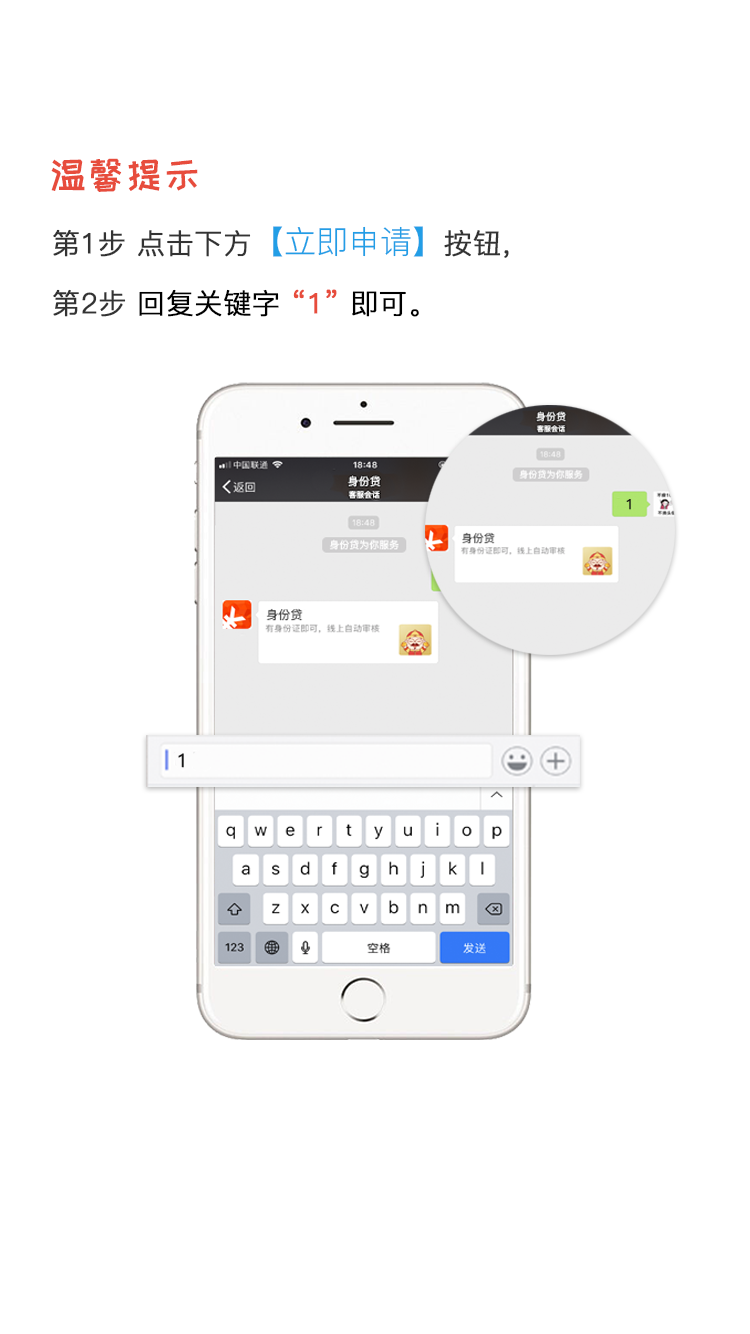 温馨提示
第1步 点击下方【立即申请】按钮,
第2步 回复关键字“1”即可。
中国联通
18:48
返回
身份贷
客服会话
18:48
身份贷为你服务
身份贷
有身份证即可，线上自动审核
身份贷
客服会话
18:48
身份贷为你服务
1
身份贷
有身份证即可，线上自动审核
1
q w e r t y u i o p
a s d f g h j k l
z x c v b n m
123 空格 发送